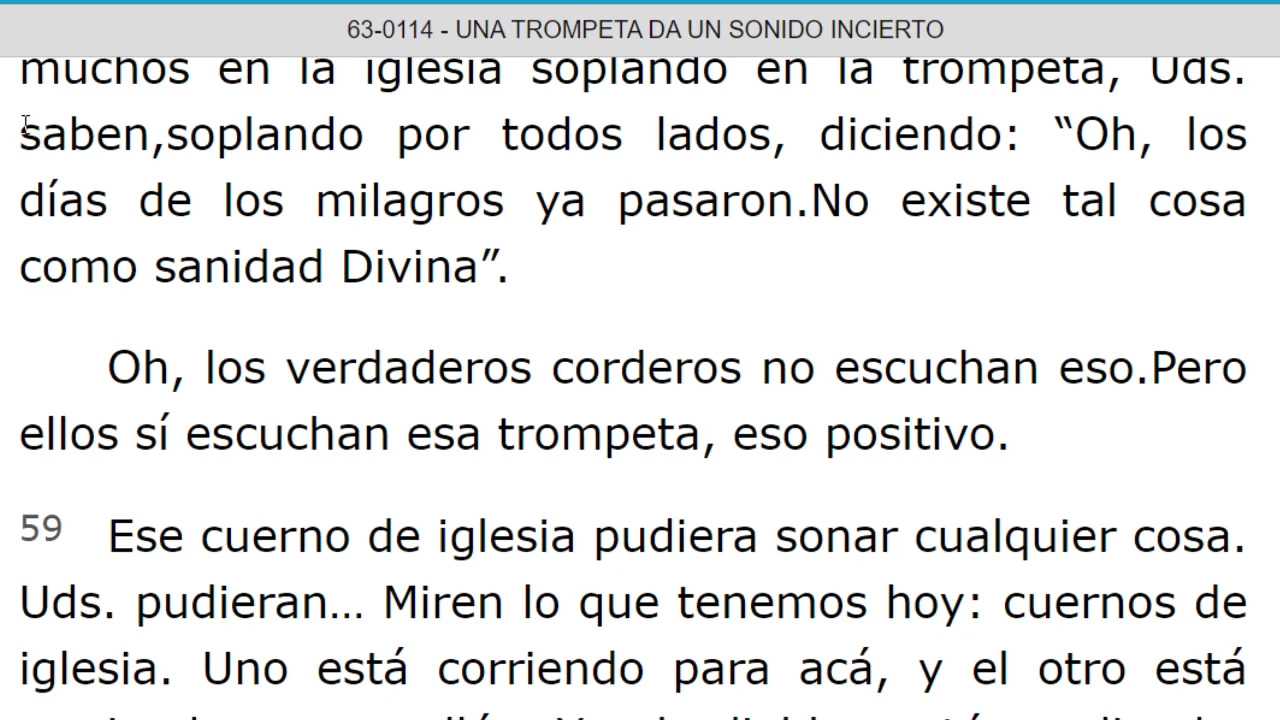 63-0114 - UNA TROMPETA DA UN SONIDO INCIERTO
muchos en la iglesia soplando en la trompeta, Uds.
saben,soplando por todos lados, diciendo: “Oh, los
días de los milagros ya pasaron.No existe tal cosa
como sanidad Divina”.
Oh, los verdaderos corderos no escuchan eso.Pero
ellos sí escuchan esa trompeta, eso positivo.
59 Ese cuerno de iglesia pudiera sonar cualquier cosa.
Uds. pudieran… Miren lo que tenemos hoy: cuernos de
iglesia. Uno está corriendo para acá, y el otro está